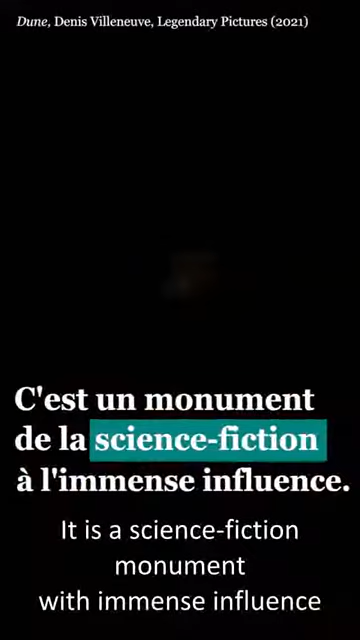 Dune, Denis Villeneuve, Legendary Pictures (2021)
C'est un monument
de la science-fiction
à l'immense influence.
It is a science-fiction
monument
with immense influence